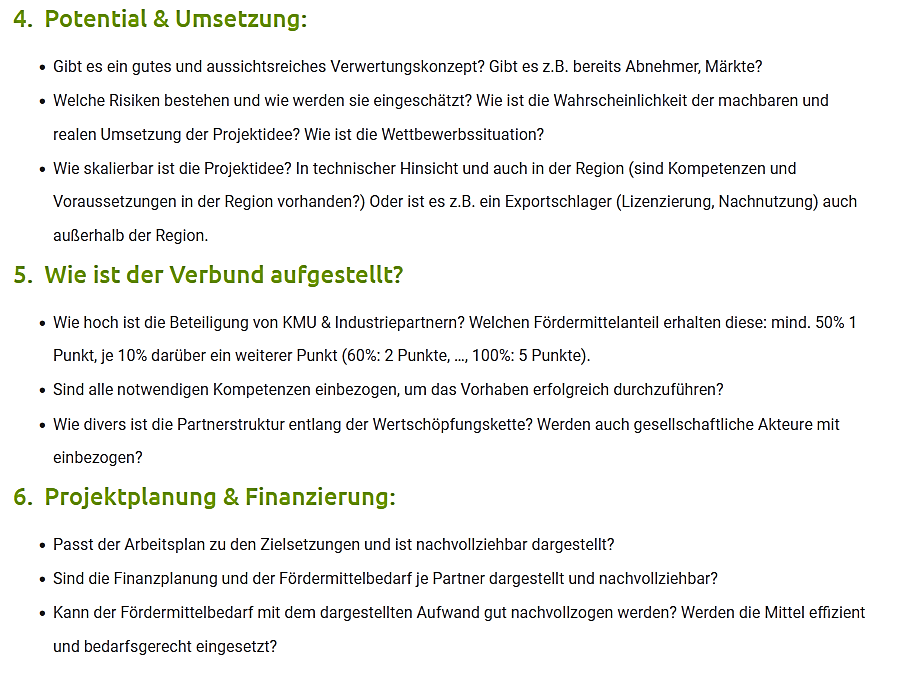 4. Potential & Umsetzung:
• Gibt es ein gutes und aussichtsreiches Verwertungskonzept? Gibt es z.B. bereits Abnehmer, Märkte?
• Welche Risiken bestehen und wie werden sie eingeschätzt? Wie ist die Wahrscheinlichkeit der machbaren und
realen Umsetzung der Projektidee? Wie ist die Wettbewerbssituation?
• Wie skalierbar ist die Projektidee? In technischer Hinsicht und auch in der Region (sind Kompetenzen und
Voraussetzungen in der Region vorhanden?) Oder ist es z.B. ein Exportschlager (Lizenzierung, Nachnutzung) auch
außerhalb der Region.
5. Wie ist der Verbund aufgestellt?
• Wie hoch ist die Beteiligung von KMU & Industriepartnern? Welchen Fördermittelanteil erhalten diese: mind. 50% 1
Punkt, je 10% darüber ein weiterer Punkt (60%: 2 Punkte, …, 100%: 5 Punkte).
• Sind alle notwendigen Kompetenzen einbezogen, um das Vorhaben erfolgreich durchzuführen?
• Wie divers ist die Partnerstruktur entlang der Wertschöpfungskette? Werden auch gesellschaftliche Akteure mit
einbezogen?
6. Projektplanung & Finanzierung:
• Passt der Arbeitsplan zu den Zielsetzungen und ist nachvollziehbar dargestellt?
• Sind die Finanzplanung und der Fördermittelbedarf je Partner dargestellt und nachvollziehbar?
• Kann der Fördermittelbedarf mit dem dargestellten Aufwand gut nachvollzogen werden? Werden die Mittel effizient
und bedarfsgerecht eingesetzt?